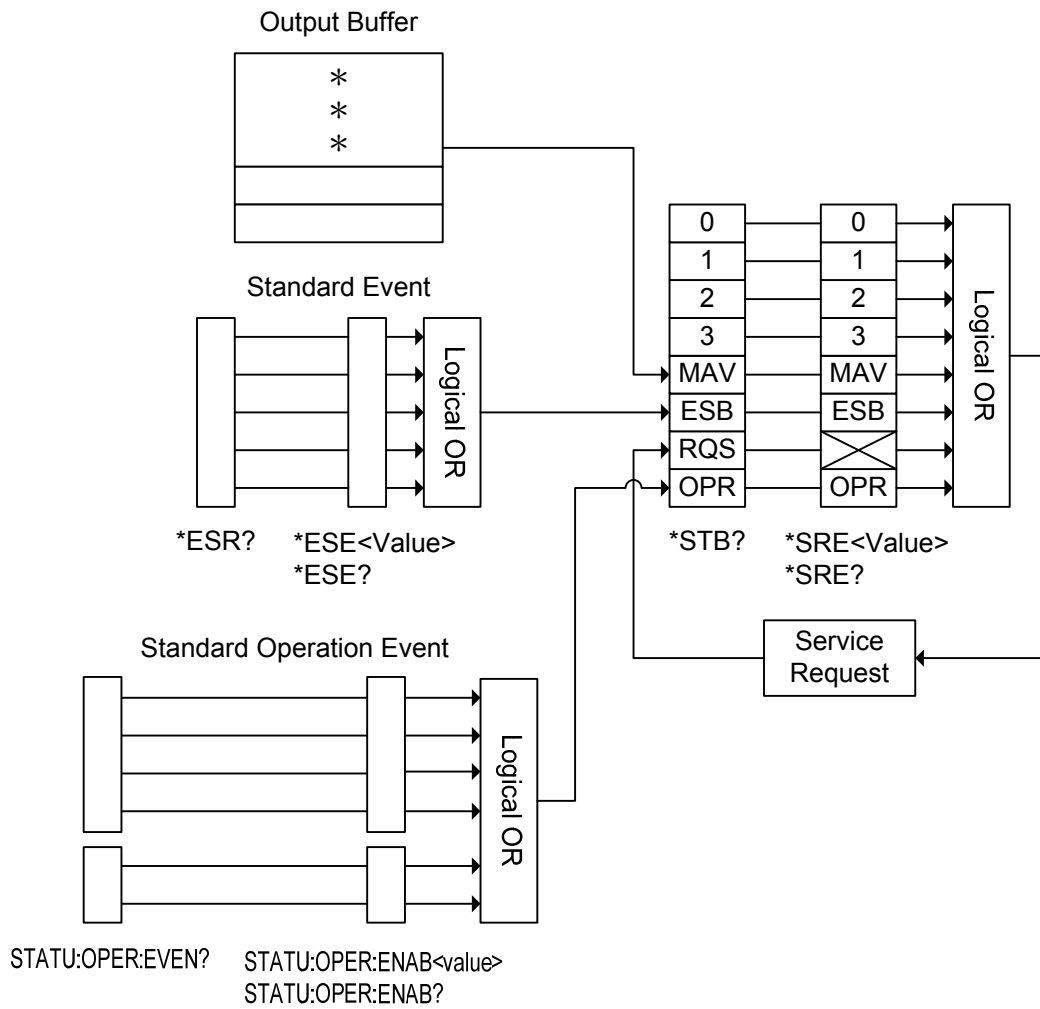 Output Buffer
*
*
*
Standard Event
Logical OR
*ESR?
*ESE<Value>
*ESE?
0
1
2
3
MAV
ESB
RQS
OPR
*STB?
0
1
2
3
MAV
ESB
OPR
*SRE<Value>
*SRE?
Logical OR
Service
Request
Standard Operation Event
Logical OR
STATU:OPER:EVEN?
STATU:OPER:ENAB<value>
STATU:OPER:ENAB?